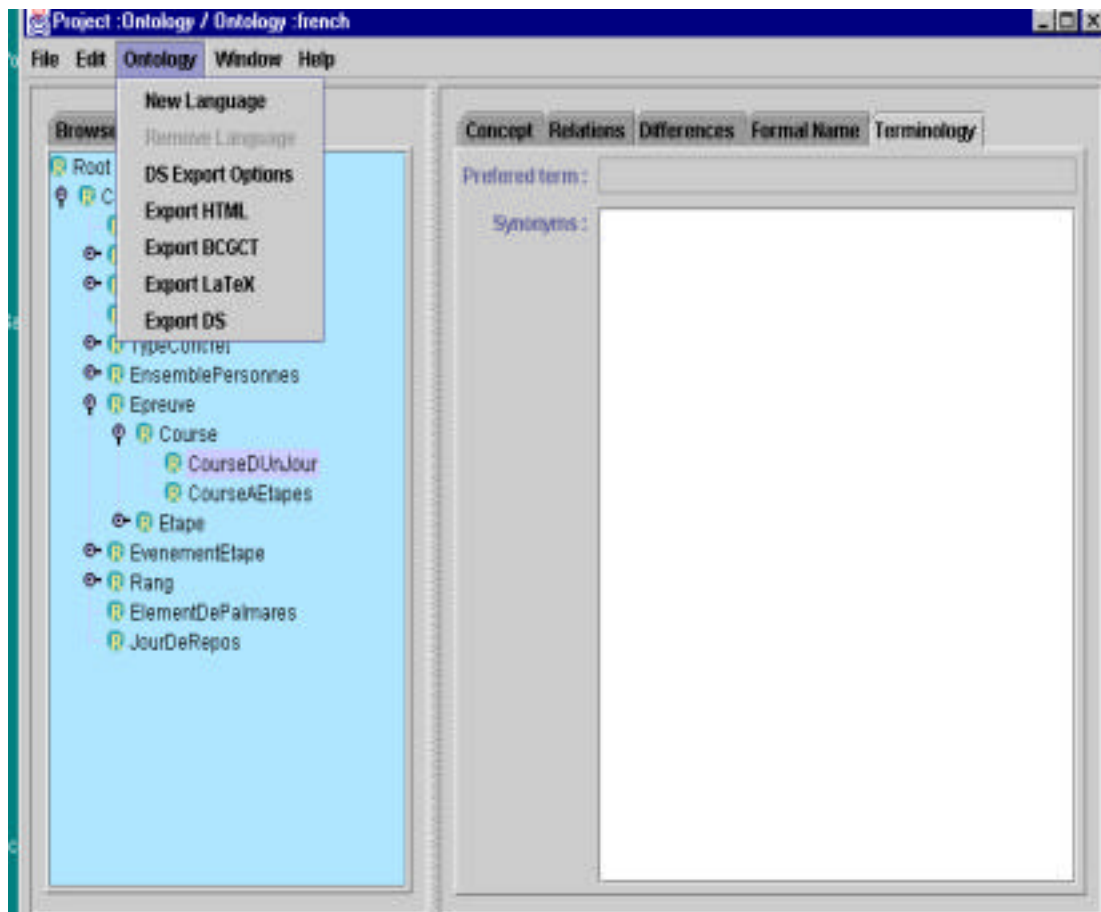 Project :Ontology / Ontology :french
File Edit Ontology Window Help
New Language
Remove Language
DS Export Options
Export HTML
Export BCGCT
Export LaTeX
Export DS
Browse
Root
C
TypeConcret
EnsemblePersonnes
Epreuve
Course
CourseDUnJour
CourseAEtapes
Etape
EvenementEtape
Rang
ElementDePalmares
JourDeRepos
Concept Relations Differences Formal Name Terminology
Prefered term :
Synonyms :